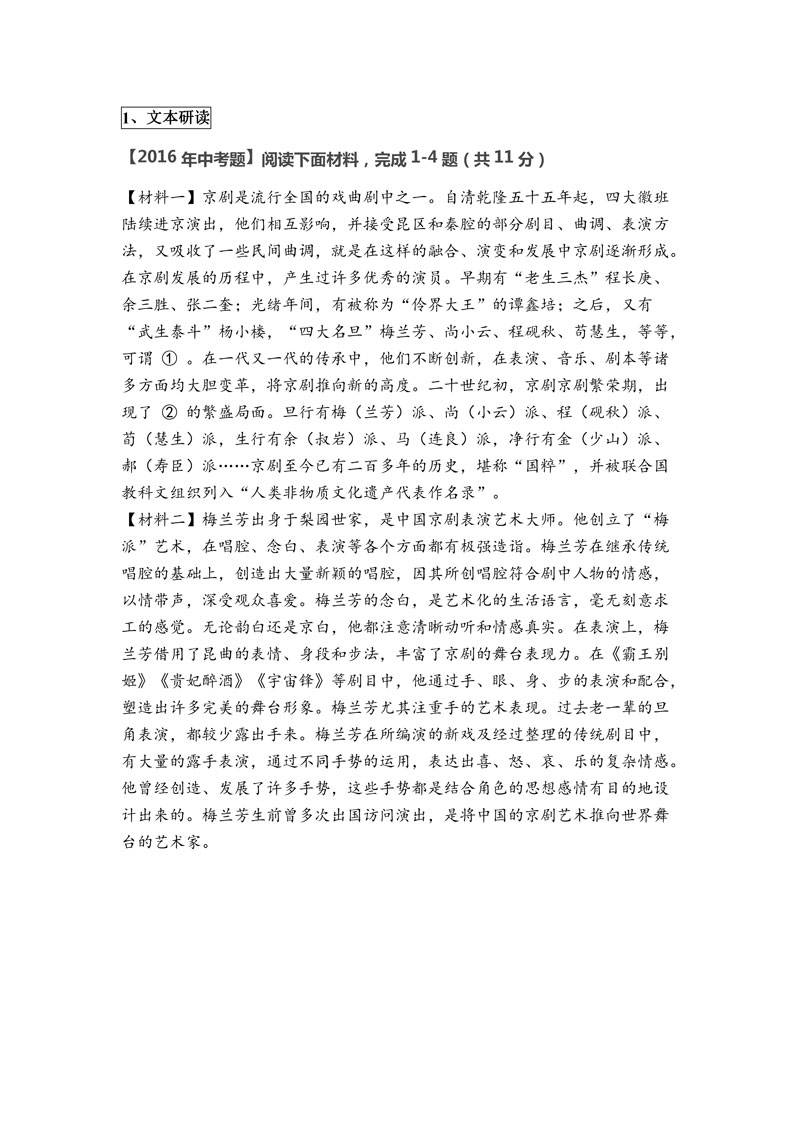 1、文本研读
【2016 年中考题】阅读下面材料，完成 1-4 题（共 11 分）
【材料一】京剧是流行全国的戏曲剧中之一。自清乾隆五十五年起，四大徽班
陆续进京演出，他们相互影响，并接受昆区和秦腔的部分剧目、曲调、表演方
法，又吸收了一些民间曲调，就是在这样的融合、演变和发展中京剧逐渐形成。
在京剧发展的历程中，产生过许多优秀的演员。早期有“老生三杰”程长庚、
余三胜、张二奎；光绪年间，有被称为“伶界大王”的谭鑫培；之后，又有
“武生泰斗”杨小楼，“四大名旦”梅兰芳、尚小云、程砚秋、荀慧生，等等，
可谓 ① 。在一代又一代的传承中，他们不断创新，在表演、音乐、剧本等诸
多方面均大胆变革，将京剧推向新的高度。二十世纪初，京剧京剧繁荣期，出
现了 ② 的繁盛局面。旦行有梅（兰芳）派、尚（小云）派、程（砚秋）派、
荀（慧生）派，生行有余（叔岩）派、马（连良）派，净行有金（少山）派、
郝（寿臣）派……京剧至今已有二百多年的历史，堪称“国粹”，并被联合国
教科文组织列入“人类非物质文化遗产代表作名录”。
【材料二】梅兰芳出身于梨园世家，是中国京剧表演艺术大师。他创立了“梅
派”艺术，在唱腔、念白、表演等各个方面都有极强造诣。梅兰芳在继承传统
唱腔的基础上，创造出大量新颖的唱腔，因其所创唱腔符合剧中人物的情感，
以情带声，深受观众喜爱。梅兰芳的念白，是艺术化的生活语言，毫无刻意求
工的感觉。无论韵白还是京白，他都注意清晰动听和情感真实。在表演上，梅
兰芳借用了昆曲的表情、身段和步法，丰富了京剧的舞台表现力。在《霸王别
姬》《贵妃醉酒》《宇宙锋》等剧目中，他通过手、眼、身、步的表演和配合，
塑造出许多完美的舞台形象。梅兰芳尤其注重手的艺术表现。过去老一辈的旦
角表演，都较少露出手来。梅兰芳在所编演的新戏及经过整理的传统剧目中，
有大量的露手表演，通过不同手势的运用，表达出喜、怒、哀、乐的复杂情感。
他曾经创造、发展了许多手势，这些手势都是结合角色的思想感情有目的地设
计出来的。梅兰芳生前曾多次出国访问演出，是将中国的京剧艺术推向世界舞
台的艺术家。